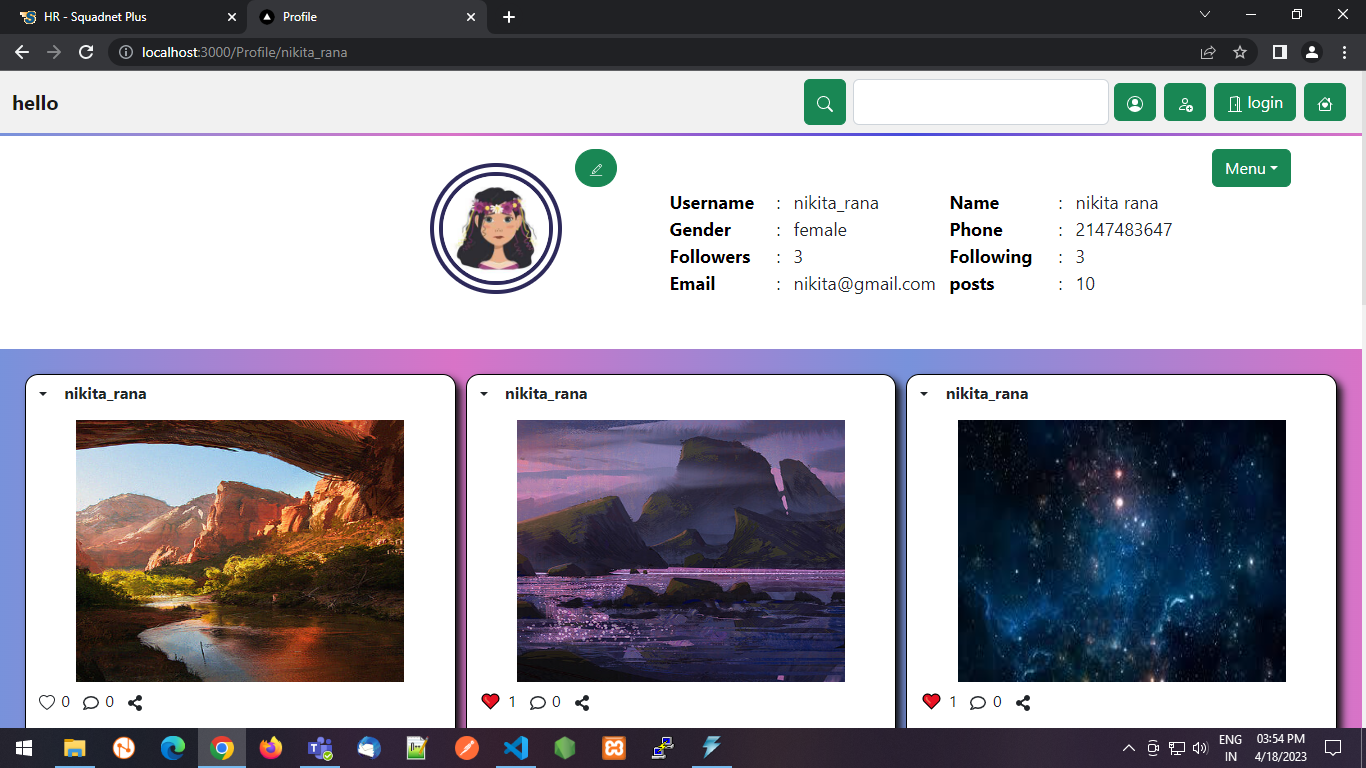 HR - Squadnet Plus
Profile
localhost:3000/Profile/nikita_rana
hello
login
Menu
Username : nikita_rana Name : nikita rana
Gender : female Phone : 2147483647
Followers : 3 Following : 3
Email : nikita@gmail.com posts : 10
nikita_rana
nikita_rana
nikita_rana
0 0
1 0
1 0
ENG
IN
03:54 PM
4/18/2023